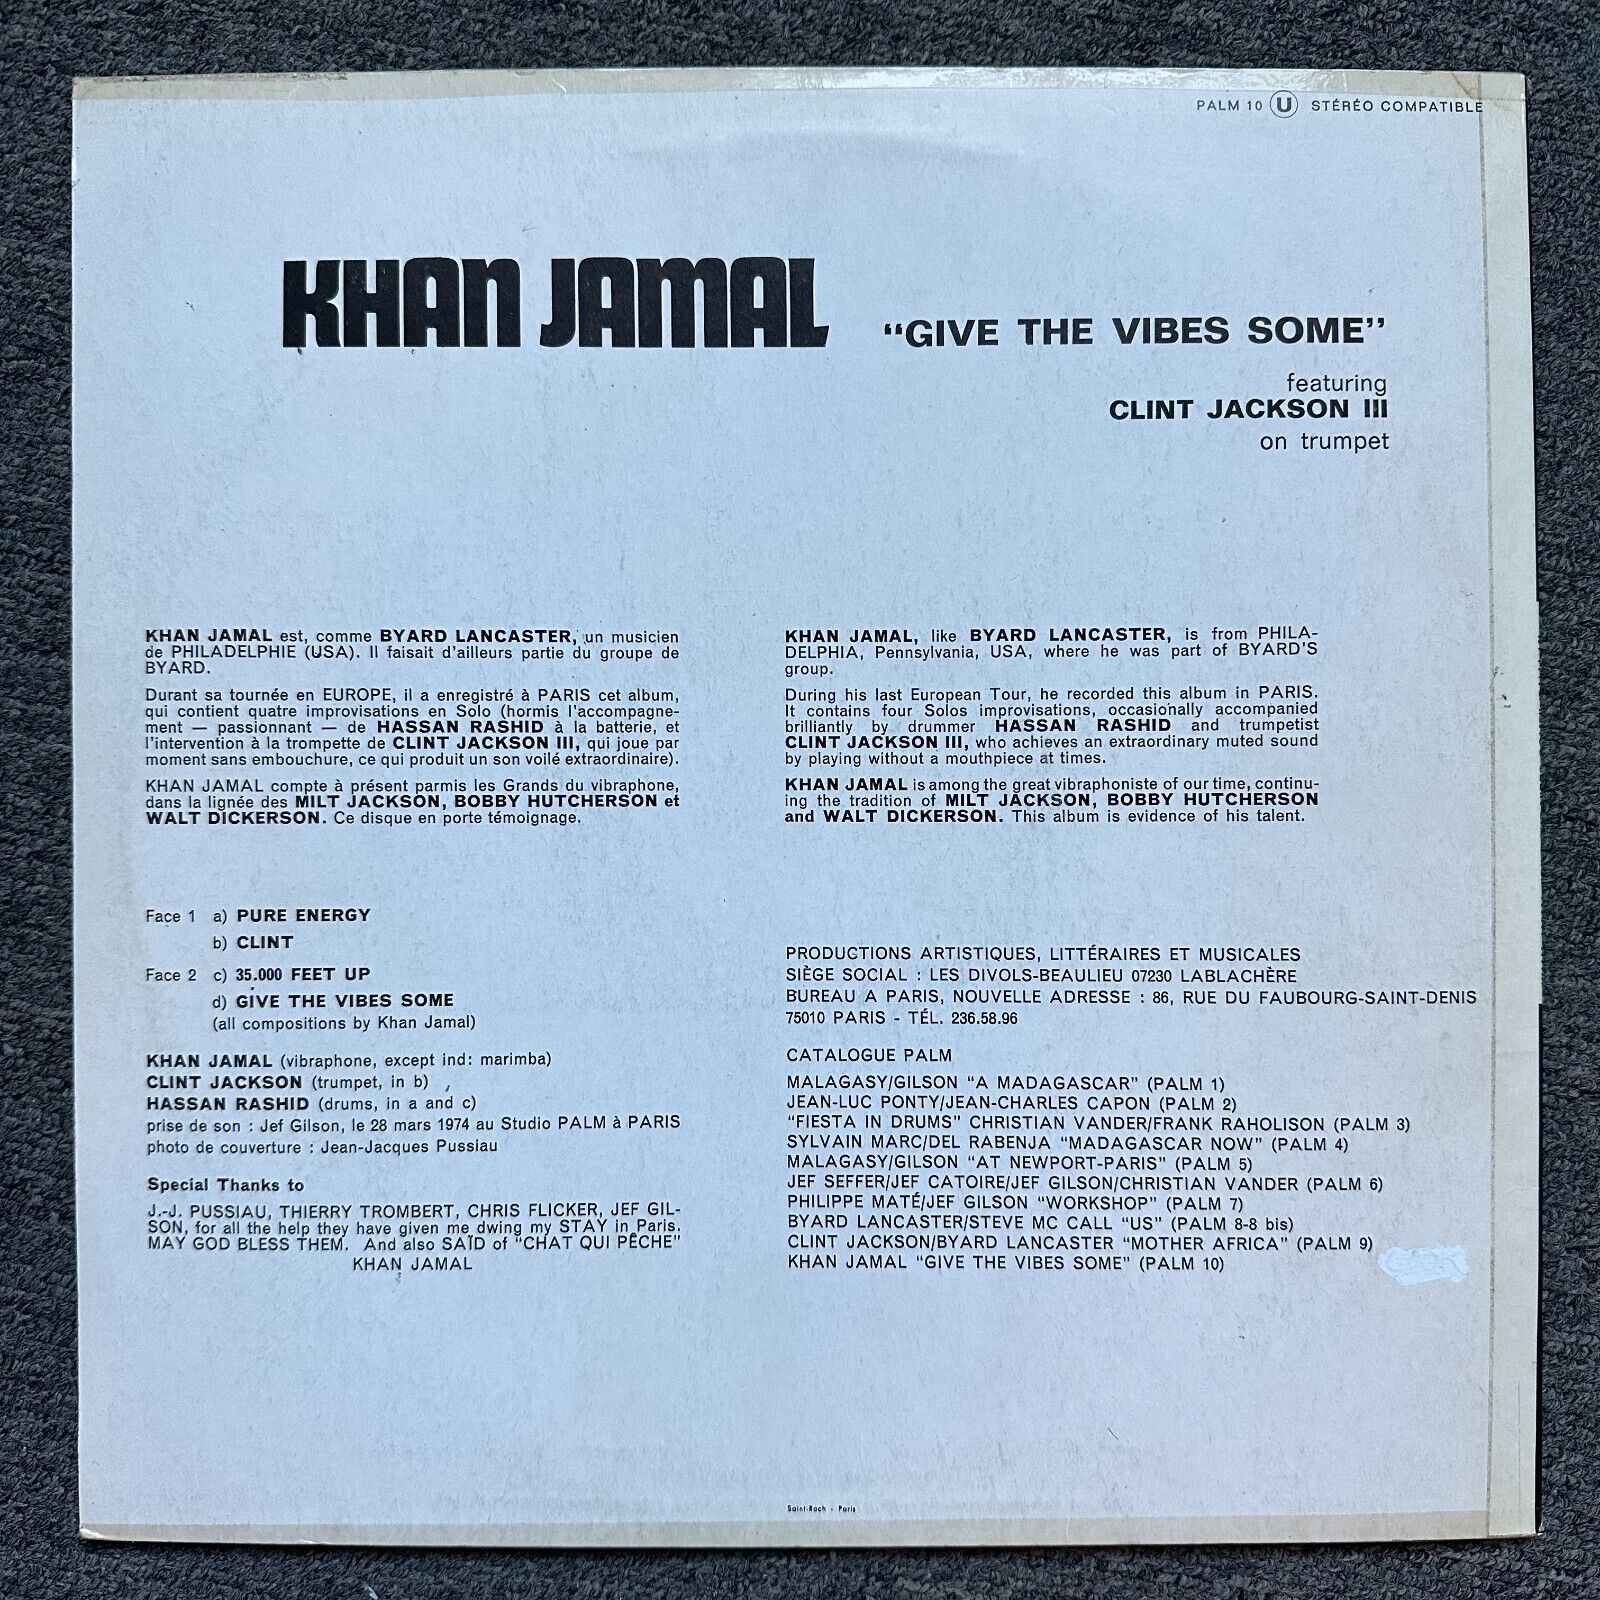 PALM 10 U STÉRÉO COMPATIBLE
KHAN JAMAL
"GIVE THE VIBES SOME"
featuring
CLINT JACKSON III
on trumpet
KHAN JAMAL est, comme BYARD LANCASTER, un musicien
de PHILADELPHIE (USA). Il faisait d'ailleurs partie du groupe de
BYARD.
Durant sa tournée en EUROPE, il a enregistré à PARIS cet album,
qui contient quatre improvisations en Solo (hormis l'accompagne-
ment — passionnant — de HASSAN RASHID à la batterie, et
l'intervention à la trompette de CLINT JACKSON III, qui joue par
moment sans embouchure, ce qui produit un son voilé extraordinaire).
KHAN JAMAL compte à présent parmis les Grands du vibraphone,
dans la lignée des MILT JACKSON, BOBBY HUTCHERSON et
WALT DICKERSON. Ce disque en porte témoignage.
KHAN JAMAL, like BYARD LANCASTER, is from PHILA-
DELPHIA, Pennsylvania, USA, where he was part of BYARD'S
group.
During his last European Tour, he recorded this album in PARIS.
It contains four Solos improvisations, occasionally accompanied
brilliantly by drummer HASSAN RASHID and trumpetist
CLINT JACKSON III, who achieves an extraordinary muted sound
by playing without a mouthpiece at times.
KHAN JAMAL is among the great vibraphoniste of our time, continu-
ing the tradition of MILT JACKSON, BOBBY HUTCHERSON
and WALT DICKERSON. This album is evidence of his talent.
Face 1 a) PURE ENERGY
b) CLINT
Face 2 c) 35.000 FEET UP
d) GIVE THE VIBES SOME
(all compositions by Khan Jamal)
KHAN JAMAL (vibraphone, except ind: marimba)
CLINT JACKSON (trumpet, in b)
HASSAN RASHID (drums, in a and c)
prise de son : Jef Gilson, le 28 mars 1974 au Studio PALM à PARIS
photo de couverture : Jean-Jacques Pussiau
Special Thanks to
J.-J. PUSSIAU, THIERRY TROMBERT, CHRIS FLICKER, JEF GIL-
SON, for all the help they have given me dwing my STAY in Paris.
MAY GOD BLESS THEM. And also SAÏD of "CHAT QUI PÊCHE"
KHAN JAMAL
PRODUCTIONS ARTISTIQUES, LITTÉRAIRES ET MUSICALES
SIÈGE SOCIAL : LES DIVOLS-BEAULIEU 07230 LABLACHÈRE
BUREAU A PARIS, NOUVELLE ADRESSE : 86, RUE DU FAUBOURG-SAINT-DENIS
75010 PARIS - TÉL. 236.58.96
CATALOGUE PALM
MALAGASY/GILSON "A MADAGASCAR" (PALM 1)
JEAN-LUC PONTY/JEAN-CHARLES CAPON (PALM 2)
"FIESTA IN DRUMS" CHRISTIAN VANDER/FRANK RAHOLISON (PALM 3)
SYLVAIN MARC/DEL RABENJA "MADAGASCAR NOW" (PALM 4)
MALAGASY/GILSON "AT NEWPORT-PARIS" (PALM 5)
JEF SEFFER/JEF CATOIRE/JEF GILSON/CHRISTIAN VANDER (PALM 6)
PHILIPPE MATÉ/JEF GILSON "WORKSHOP" (PALM 7)
BYARD LANCASTER/STEVE MC CALL "US" (PALM 8-8 bis)
CLINT JACKSON/BYARD LANCASTER "MOTHER AFRICA" (PALM 9)
KHAN JAMAL "GIVE THE VIBES SOME" (PALM 10)
Saint-Roch - Paris